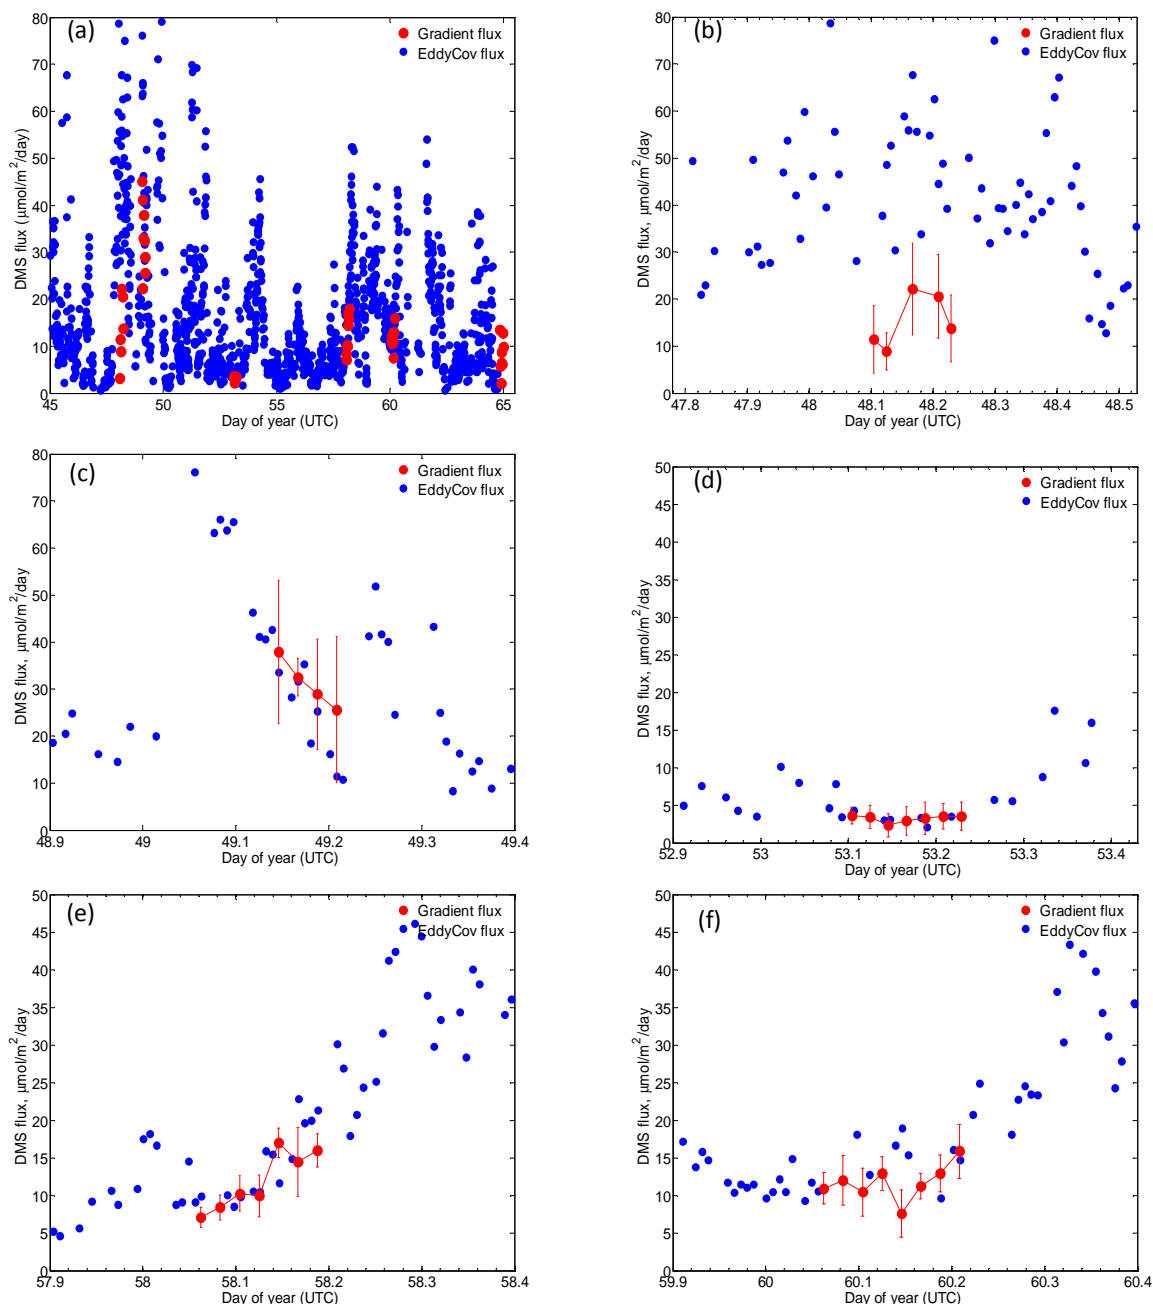 (a)
Gradient flux
EddyCov flux
DMS flux ( μmol/m²/day)
80
70
60
50
40
30
20
10
0
45 50 55 60 65
Day of year (UTC)
(b)
Gradient flux
EddyCov flux
DMS flux, μmol/m²/day
80
70
60
50
40
30
20
10
0
47.8 47.9 48 48.1 48.2 48.3 48.4 48.5
Day of year (UTC)
(c)
Gradient flux
EddyCov flux
DMS flux, μmol/m²/day
80
70
60
50
40
30
20
10
0
48.9 49 49.1 49.2 49.3 49.4
Day of year (UTC)
(d)
Gradient flux
EddyCov flux
DMS flux, μmol/m²/day
50
45
40
35
30
25
20
15
10
5
0
52.9 53 53.1 53.2 53.3 53.4
Day of year (UTC)
(e)
Gradient flux
EddyCov flux
DMS flux, μmol/m²/day
50
45
40
35
30
25
20
15
10
5
0
57.9 58 58.1 58.2 58.3 58.4
Day of year (UTC)
(f)
Gradient flux
EddyCov flux
DMS flux, μmol/m²/day
50
45
40
35
30
25
20
15
10
5
0
59.9 60 60.1 60.2 60.3 60.4
Day of year (UTC)